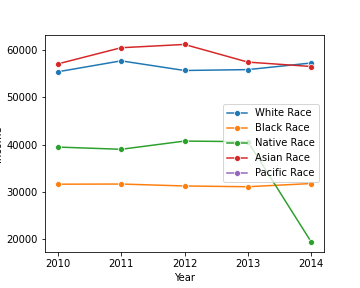 60000
50000
40000
30000
20000
2010 2011 2012 2013 2014
Year
White Race
Black Race
Native Race
Asian Race
Pacific Race